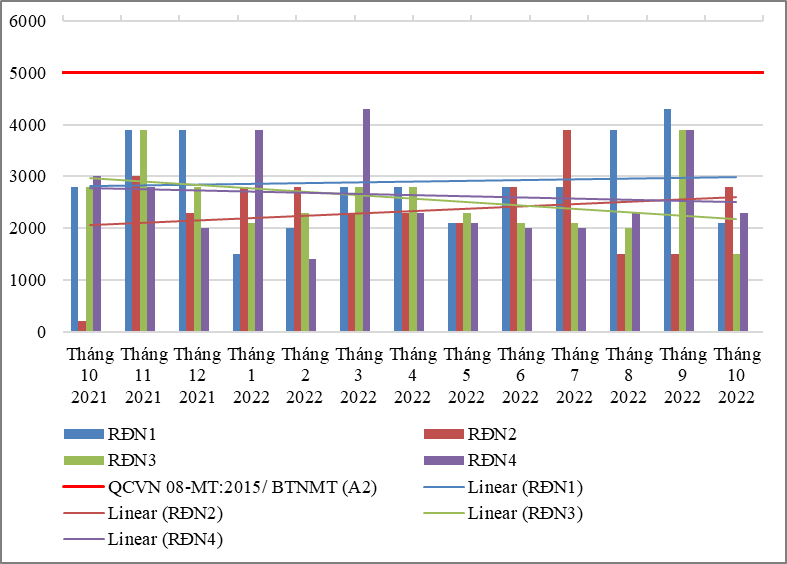 6000
5000
4000
3000
2000
1000
0
Tháng 10 2021
Tháng 11 2021
Tháng 12 2021
Tháng 1 2022
Tháng 2 2022
Tháng 3 2022
Tháng 4 2022
Tháng 5 2022
Tháng 6 2022
Tháng 7 2022
Tháng 8 2022
Tháng 9 2022
Tháng 10 2022
RĐN1
RĐN2
RĐN3
RĐN4
QCVN 08-MT:2015/ BTNMT (A2)
Linear (RĐN1)
Linear (RĐN2)
Linear (RĐN3)
Linear (RĐN4)